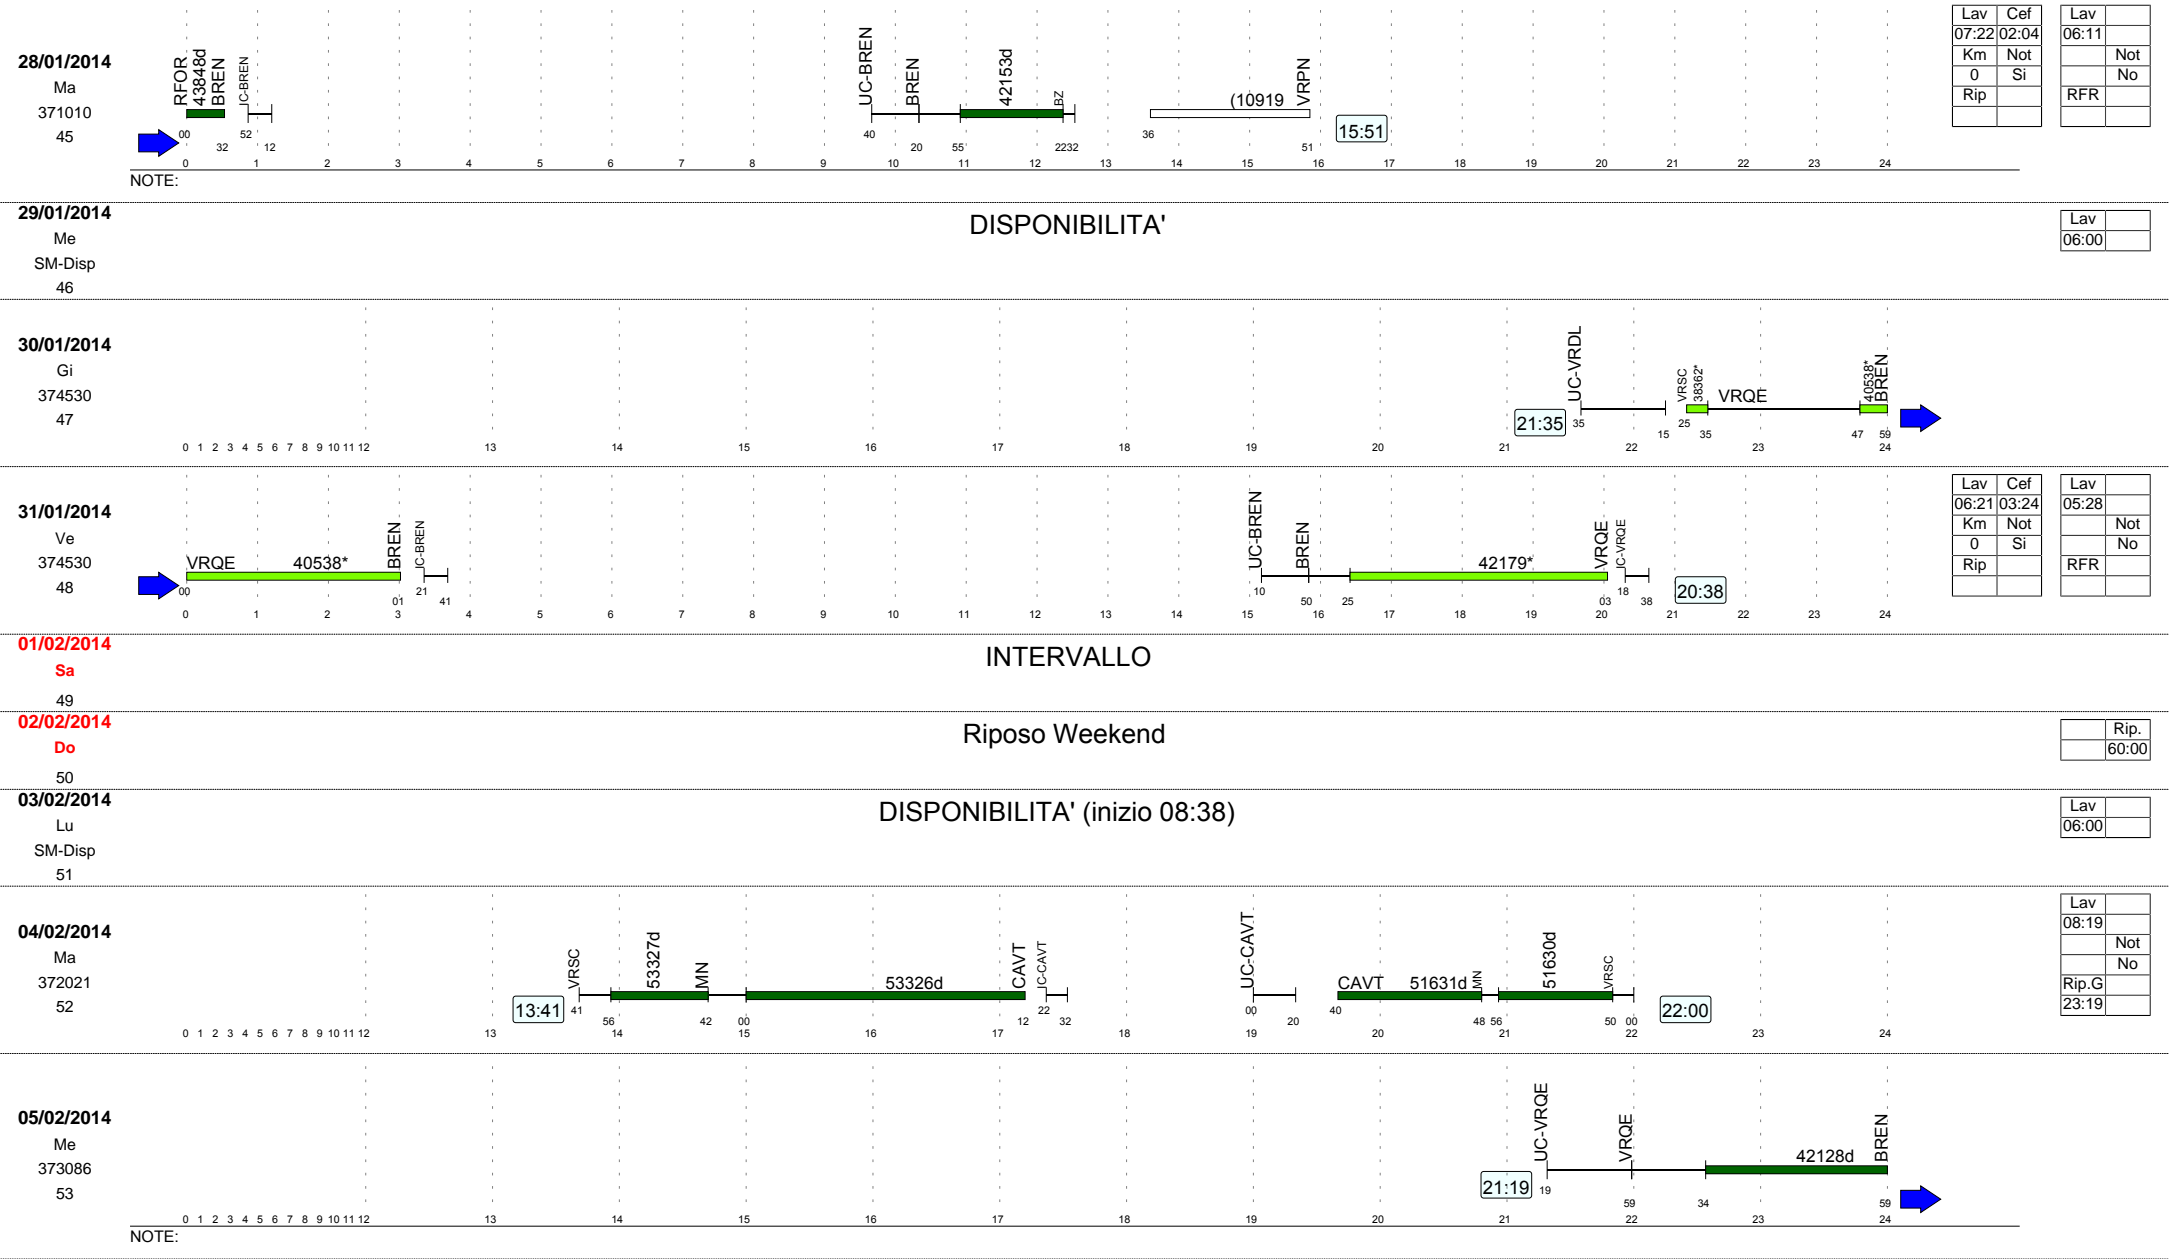 28/01/2014
Ma
371010
45
RFOR 43848d BREN IC-BREN UC-BREN BREN 42153d BZ (10919 VRPN
00 32 52 12 40 20 55 2232 36 51 15:51
0 1 2 3 4 5 6 7 8 9 10 11 12 13 14 15 16 17 18 19 20 21 22 23 24
Lav Cef Lav
07:22 02:04 06:11
Km Not Not
0 Si No
Rip RFR
NOTE:
29/01/2014
Me
SM-Disp
46
DISPONIBILITA'
Lav
06:00
30/01/2014
Gi
374530
47
UC-VRDL VRSC 38362* VRQE 40538* BREN
21:35 35 15 25 35 47 59
0 1 2 3 4 5 6 7 8 9 10 11 12 13 14 15 16 17 18 19 20 21 22 23 24
31/01/2014
Ve
374530
48
VRQE 40538* BREN IC-BREN UC-BREN BREN 42179* VRQE IC-VRQE
00 01 21 41 10 50 25 03 18 38 20:38
0 1 2 3 4 5 6 7 8 9 10 11 12 13 14 15 16 17 18 19 20 21 22 23 24
Lav Cef Lav
06:21 03:24 05:28
Km Not Not
0 Si No
Rip RFR
01/02/2014
Sa
49
INTERVALLO
02/02/2014
Do
50
Riposo Weekend
Rip.
60:00
03/02/2014
Lu
SM-Disp
51
DISPONIBILITA' (inizio 08:38)
Lav
06:00
04/02/2014
Ma
372021
52
VRSC 53327d MN 53326d CAVT IC-CAVT UC-CAVT CAVT 51631d MN 51630d VRSC
13:41 41 56 42 00 12 22 32 00 20 40 48 56 50 00 22:00
0 1 2 3 4 5 6 7 8 9 10 11 12 13 14 15 16 17 18 19 20 21 22 23 24
Lav
08:19
Not
No
Rip.G
23:19
05/02/2014
Me
373086
53
UC-VRQE VRQE 42128d BREN
21:19 19 59 34 59
0 1 2 3 4 5 6 7 8 9 10 11 12 13 14 15 16 17 18 19 20 21 22 23 24
NOTE: